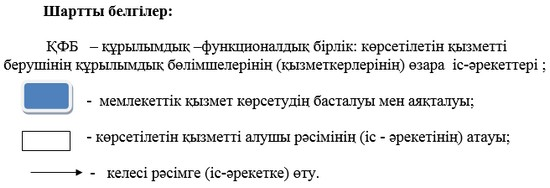 Шартты белгілер:
ҚФБ – құрылымдық –функционалдық бірлік: көрсетілетін қызметті
берушінің құрылымдық бөлімшелерінің (қызметкерлерінің) өзара іс-әрекеттері ;
- мемлекеттік қызмет көрсетудің басталуы мен аяқталуы;
- көрсетілетін қызметті алушы рәсімінің (іс - әрекетінің) атауы;
- келесі рәсімге (іс-әрекетке) өту.